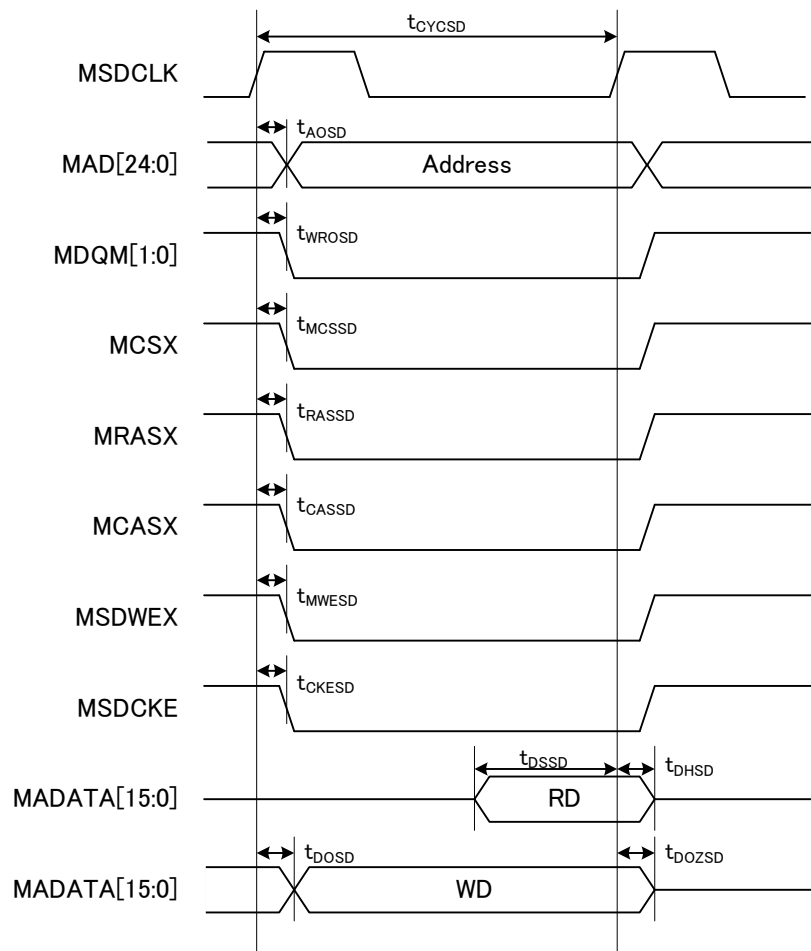 tCYCSD
MSDCLK
tAOSD
MAD[24:0]
Address
tWROSD
MDQM[1:0]
tMCSSD
MCSX
tRASSD
MRASX
tCASSD
MCASX
tMWESD
MSDWEX
tCKESD
MSDCKE
tDSSD
tDHSD
MADATA[15:0]
RD
tDOSD
tDOZSD
MADATA[15:0]
WD